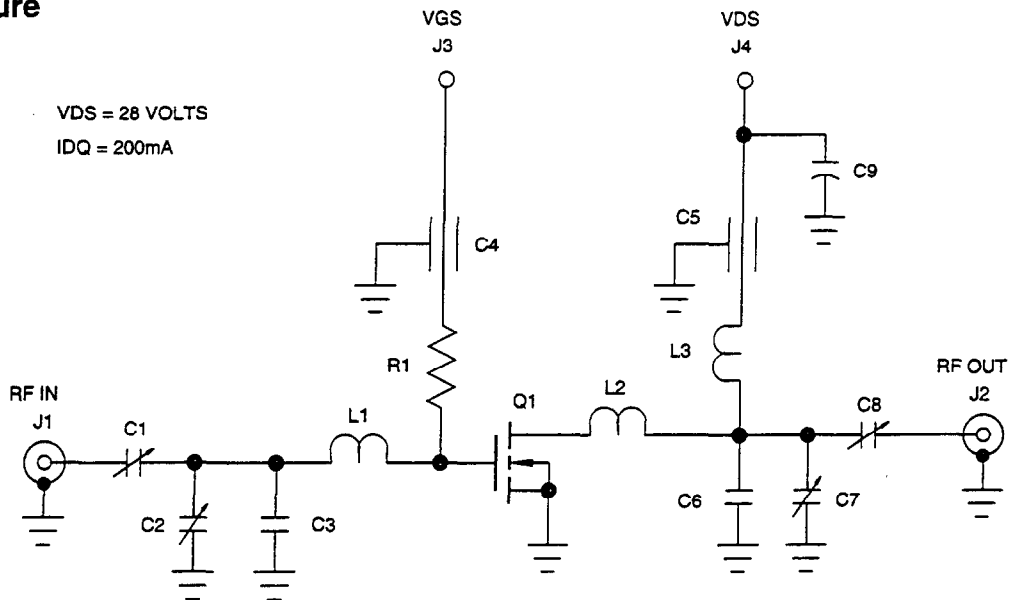 ure
VGS
J3
VDS
J4
VDS = 28 VOLTS
IDQ = 200mA
C9
C5
C4
L3
R1
RF IN
J1
RF OUT
J2
L2
Q1
L1
C1
C8
C2
C3
C6
C7